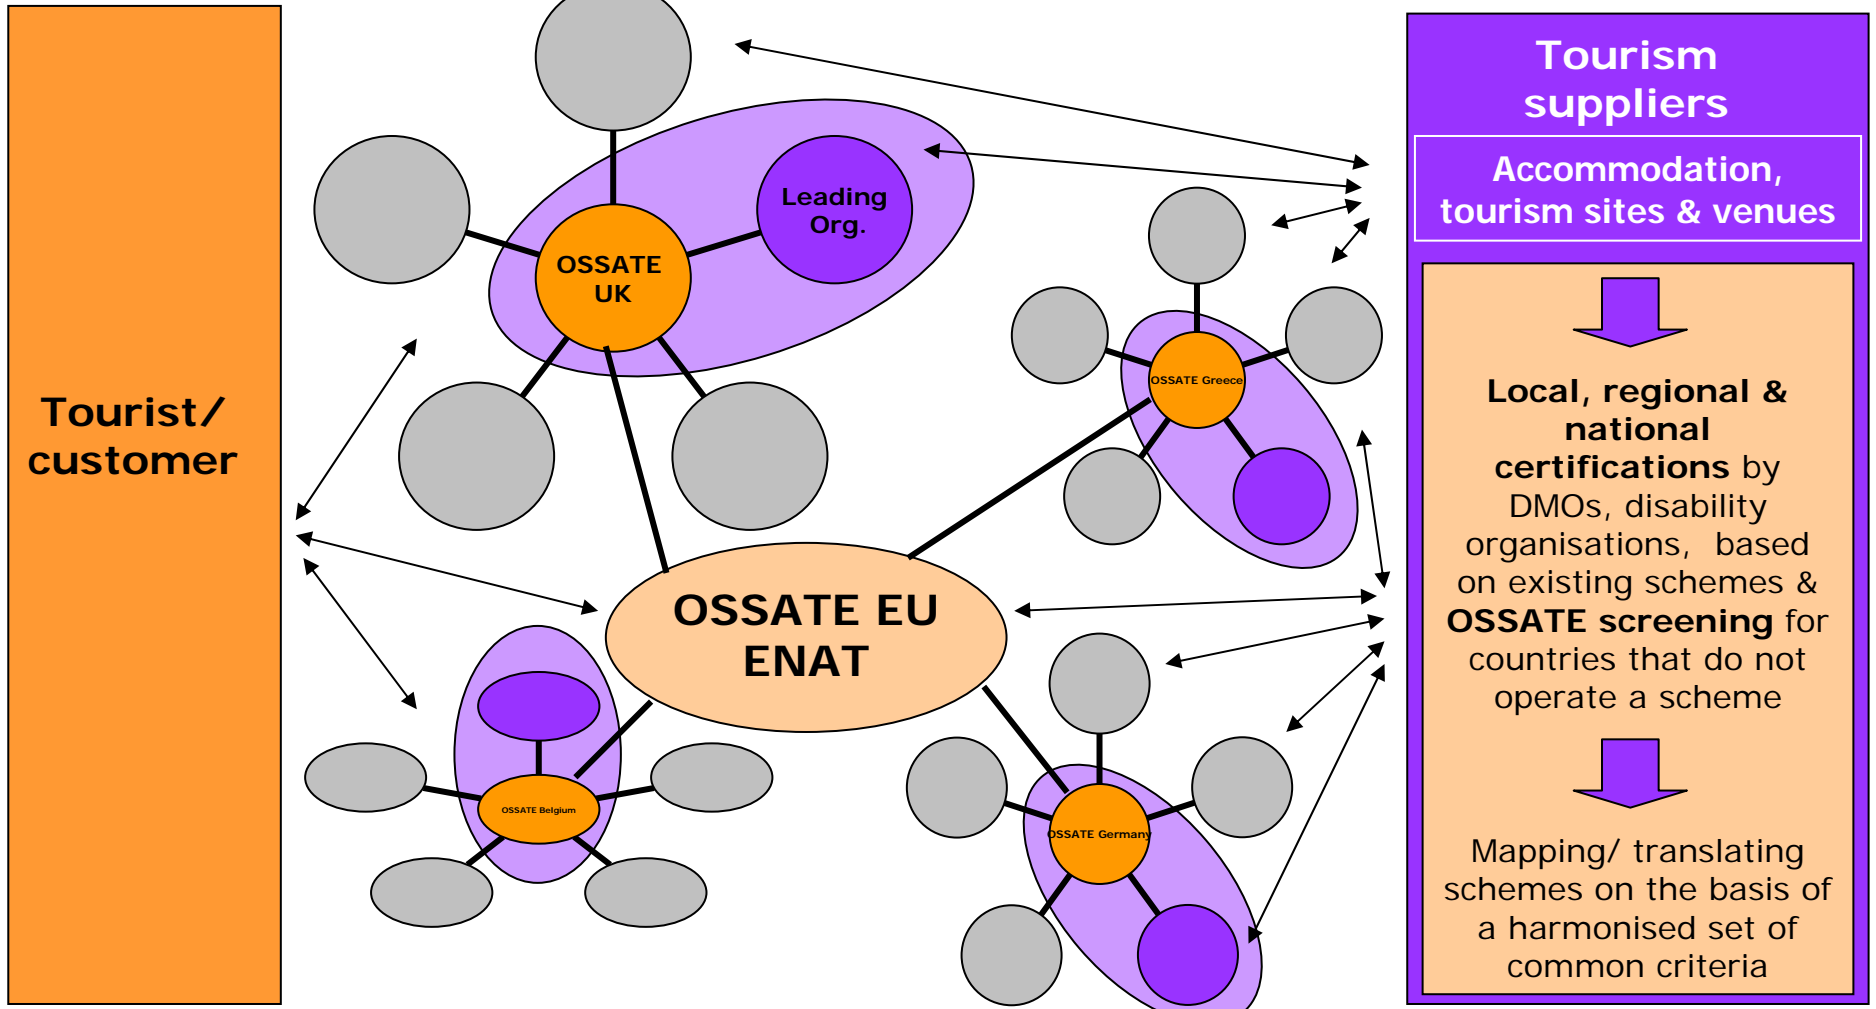 Tourist/
customer
Leading
Org.
OSSATE
UK
OSSATE Greece
OSSATE EU
ENAT
OSSATE Belgium
OSSATE Germany
Tourism
suppliers
Accommodation,
tourism sites & venues
Local, regional &
national
certifications by
DMOs, disability
organisations, based
on existing schemes &
OSSATE screening for
countries that do not
operate a scheme
Mapping/ translating
schemes on the basis of
a harmonised set of
common criteria